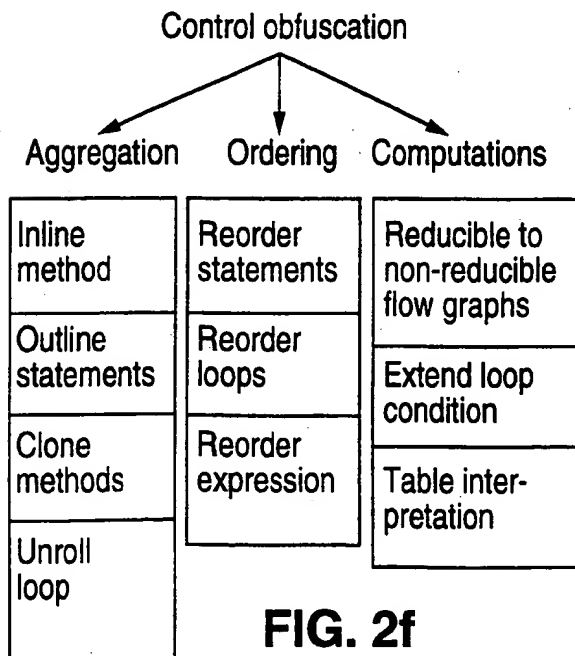 Control obfuscation
Aggregation
Ordering
Computations
Inline
method
Outline
statements
Clone
methods
Unroll
loop
Reorder
statements
Reorder
loops
Reorder
expression
Reducible to
non-reducible
flow graphs
Extend loop
condition
Table inter-
pretation
FIG. 2f